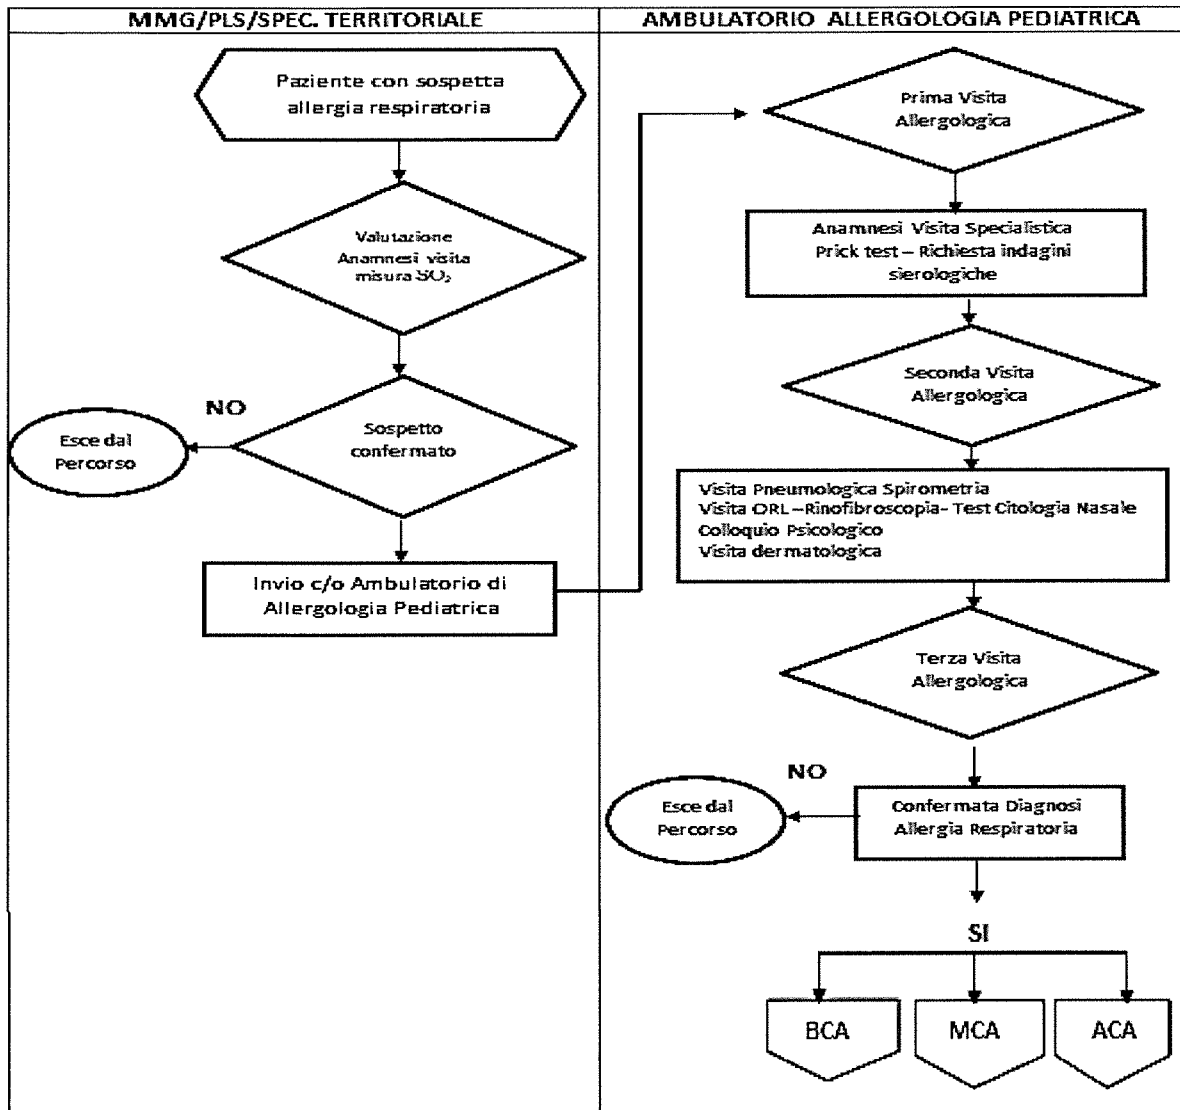 MMG/PLS/SPEC. TERRITORIALE
Paziente con sospetta
allergia respiratoria
Valutazione
Anamnesi visita
misura SO₂
NO
Sospetto
confermato
Esce dal
Percorso
Invio c/o Ambulatorio di
Allergologia Pediatrica
AMBULATORIO ALLERGOLOGIA PEDIATRICA
Prima Visita
Allergologica
Anamnesi Visita Specialistica
Prick test – Richiesta indagini
sierologiche
Seconda Visita
Allergologica
Visita Pneumologica Spirometria
Visita ORL –Rinofibroscopia- Test Citologia Nasale
Colloquio Psicologico
Visita dermatologica
Terza Visita
Allergologica
NO
Esce dal
Percorso
Confermata Diagnosi
Allergia Respiratoria
SI
BCA
MCA
ACA